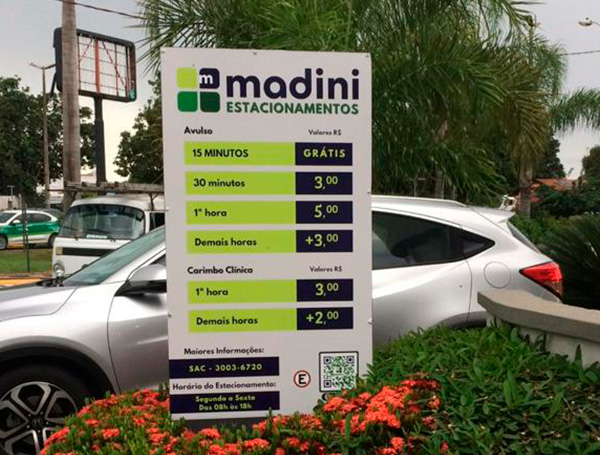 m madini
ESTACIONAMENTOS
Avulso Valores R$
15 MINUTOS GRÁTIS
30 minutos 3,00
1ª hora 5,00
Demais horas +3,00
Carimbo Clínica Valores R$
1ª hora 3,00
Demais horas +2,00
Maiores Informações:
SAC - 3003-6720
Horário do Estacionamento:
Segunda a Sexta
Das 08h às 18h
E